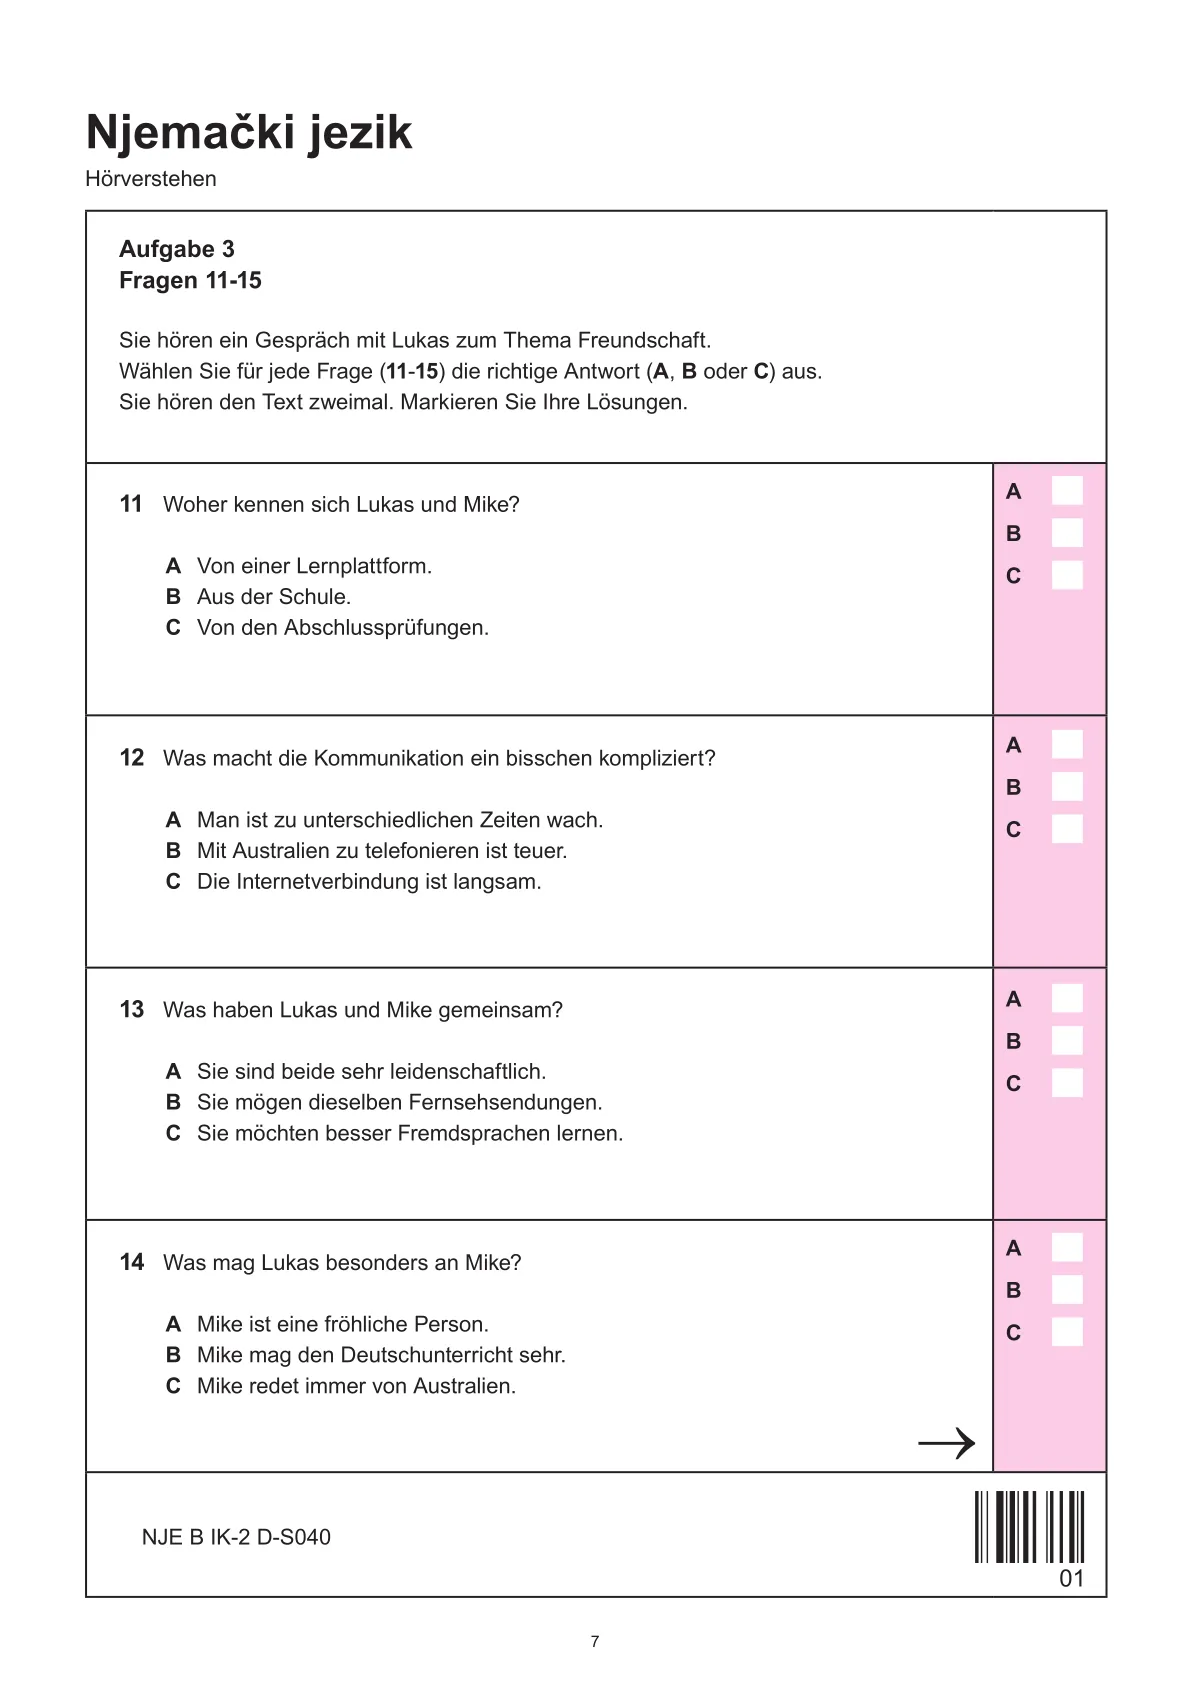 Njemački jezik
Hörverstehen
Aufgabe 3
Fragen 11-15
Sie hören ein Gespräch mit Lukas zum Thema Freundschaft.
Wählen Sie für jede Frage (11-15) die richtige Antwort (A, B oder C) aus.
Sie hören den Text zweimal. Markieren Sie Ihre Lösungen.
11 Woher kennen sich Lukas und Mike?
A Von einer Lernplattform.
B Aus der Schule.
C Von den Abschlussprüfungen.
A
B
C
12 Was macht die Kommunikation ein bisschen kompliziert?
A Man ist zu unterschiedlichen Zeiten wach.
B Mit Australien zu telefonieren ist teuer.
C Die Internetverbindung ist langsam.
A
B
C
13 Was haben Lukas und Mike gemeinsam?
A Sie sind beide sehr leidenschaftlich.
B Sie mögen dieselben Fernsehsendungen.
C Sie möchten besser Fremdsprachen lernen.
A
B
C
14 Was mag Lukas besonders an Mike?
A Mike ist eine fröhliche Person.
B Mike mag den Deutschunterricht sehr.
C Mike redet immer von Australien.
A
B
C
NJE B IK-2 D-S040
01
7